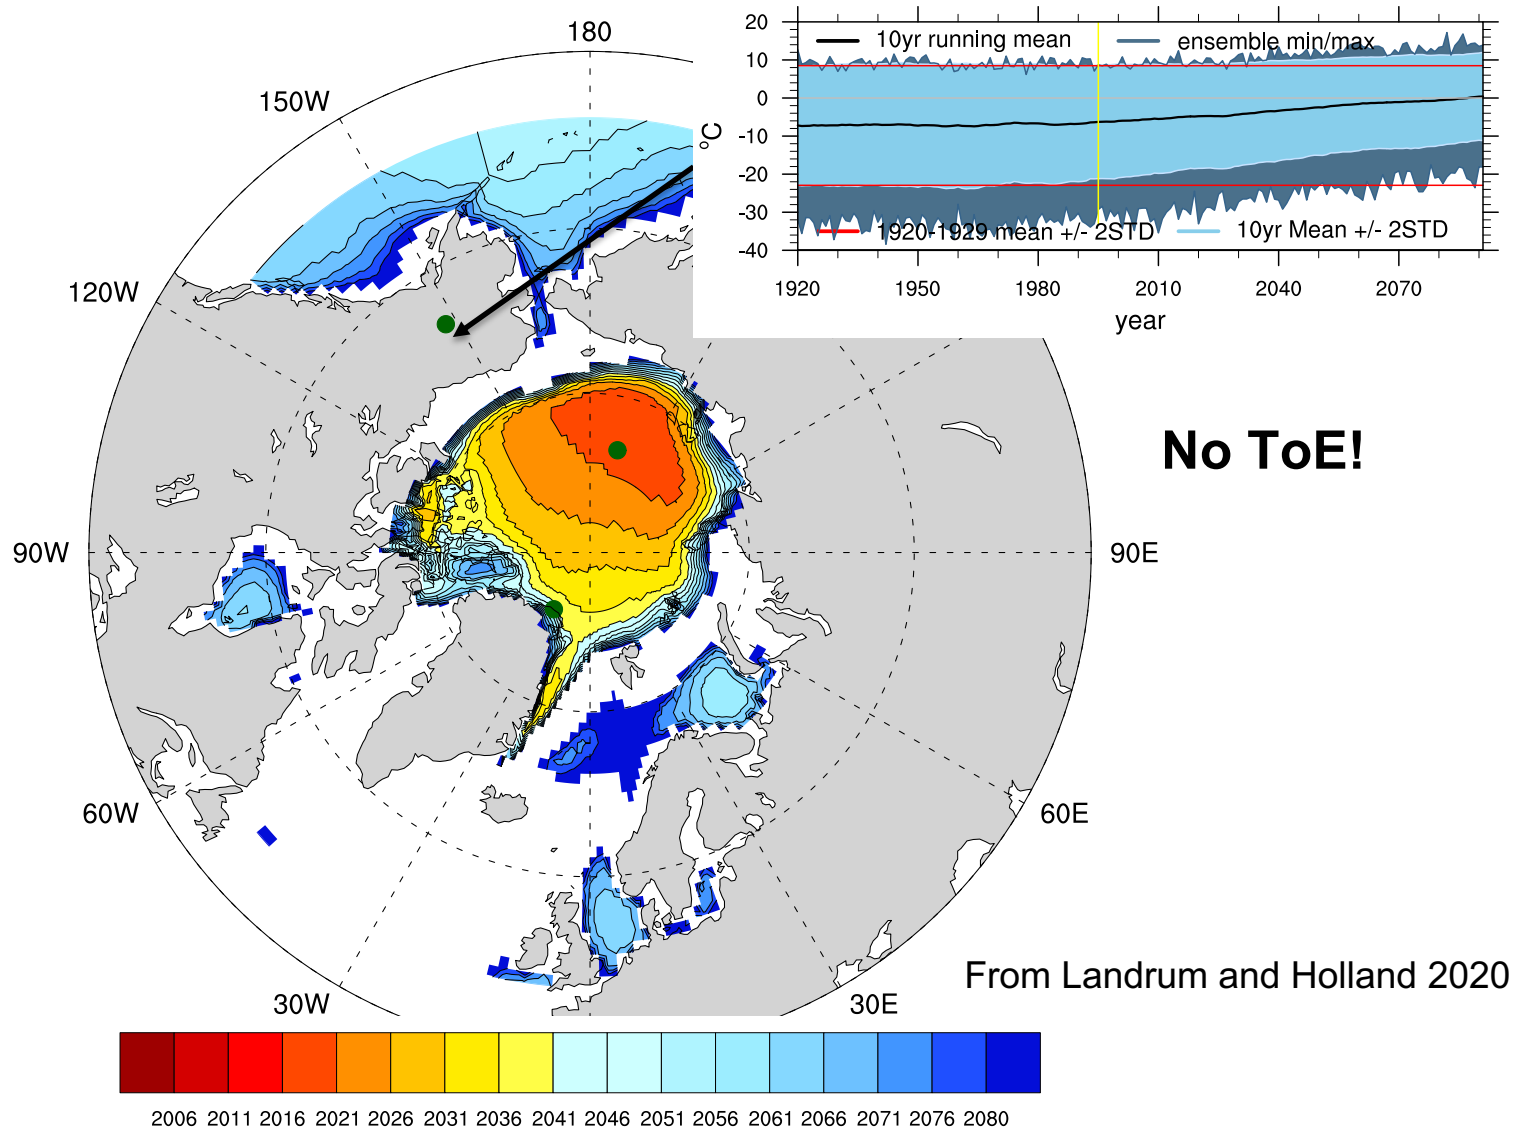 180
150W
120W
90W
60W
30W
30E
60E
90E
20
10
0
-10
-20
-30
-40
°C
10yr running mean
ensemble min/max
1920-1929 mean +/- 2STD
10yr Mean +/- 2STD
1920 1950 1980 2010 2040 2070
year
No ToE!
From Landrum and Holland 2020
2006 2011 2016 2021 2026 2031 2036 2041 2046 2051 2056 2061 2066 2071 2076 2080